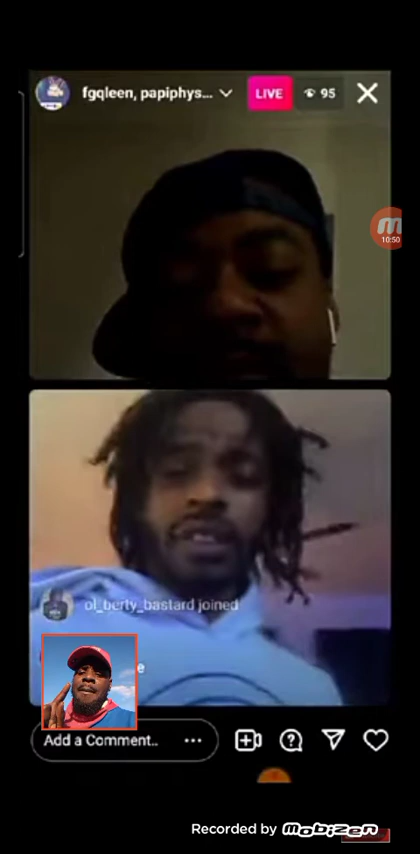 fgqleen, papiphys...
LIVE
95
10:50
ol_berty_bastard joined
e
Add a Comment..
Recorded by mobizen